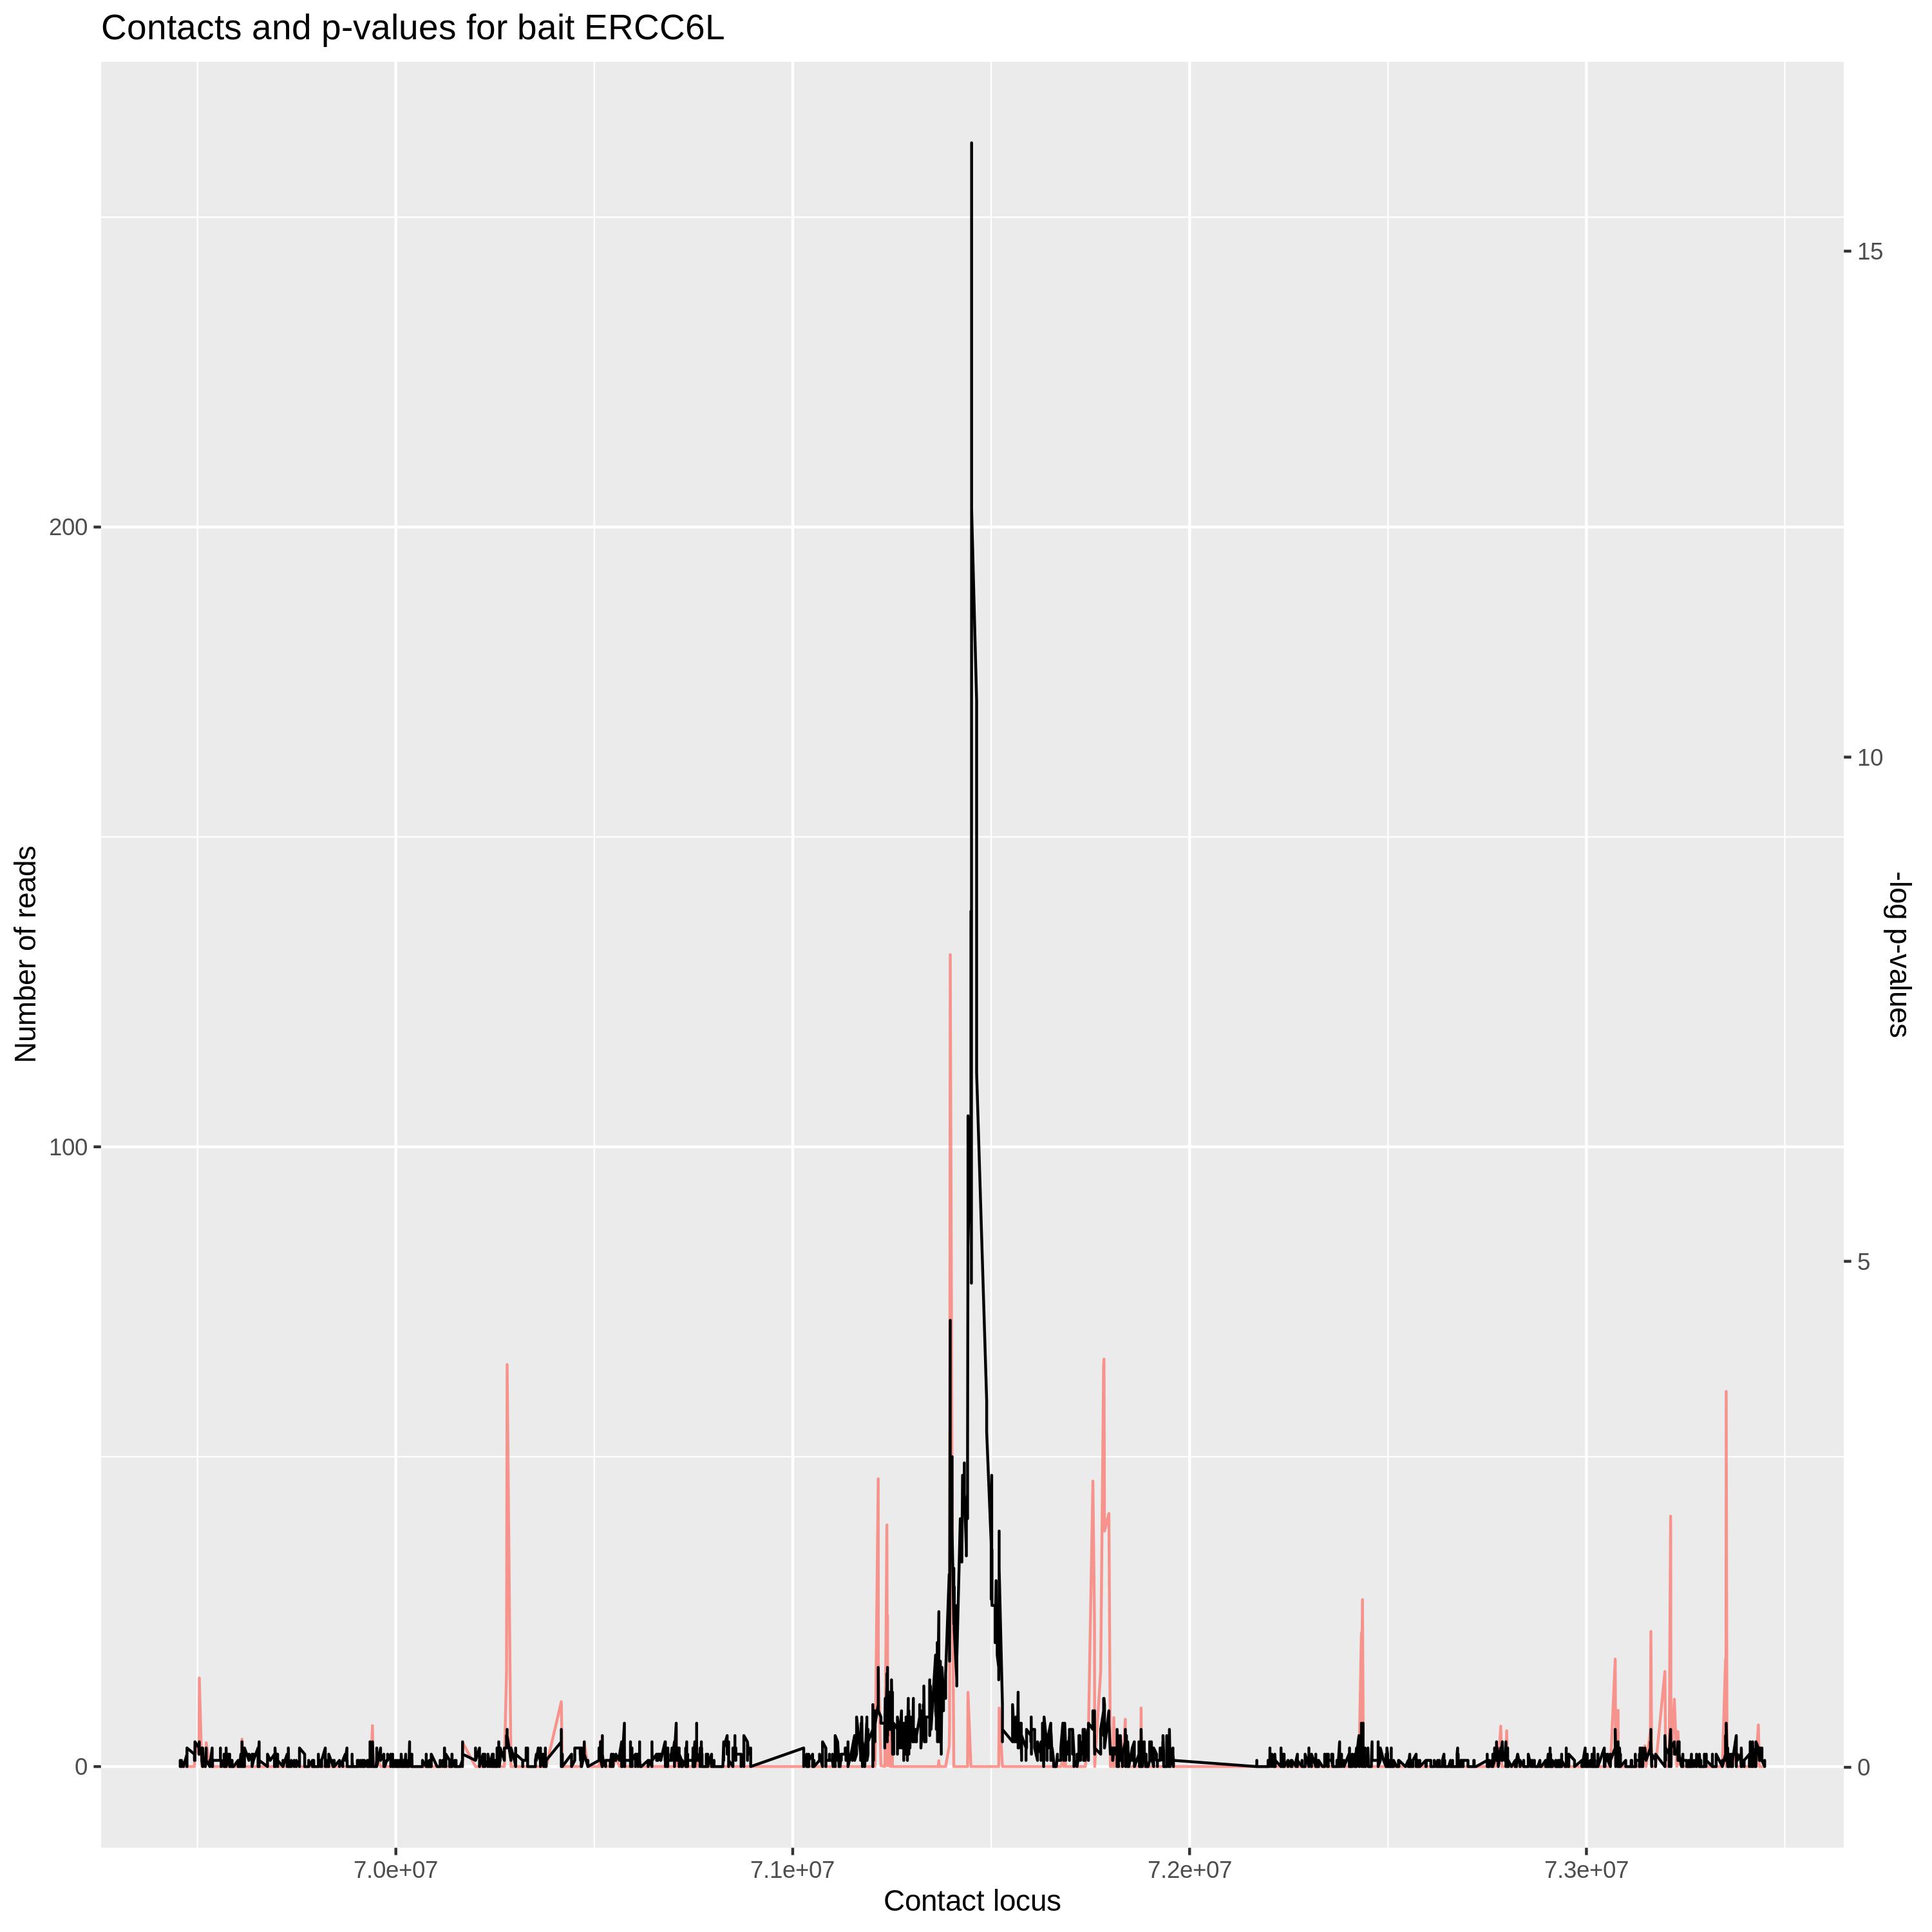 Contacts and p-values for bait ERCC6L
Number of reads
200
100
0
15
10
5
0
-log p-values
7.0e+07 7.1e+07 7.2e+07 7.3e+07
Contact locus